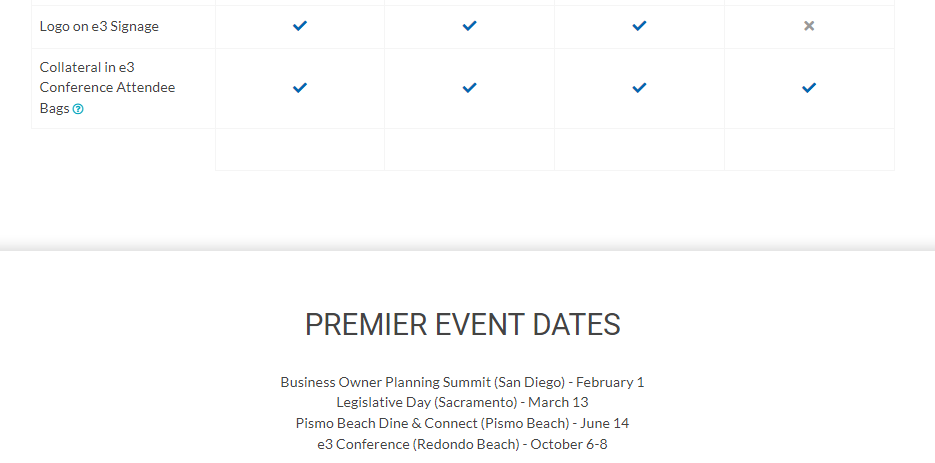 Logo on e3 Signage
Collateral in e3
Conference Attendee
Bags
PREMIER EVENT DATES
Business Owner Planning Summit (San Diego) - February 1
Legislative Day (Sacramento) - March 13
Pismo Beach Dine & Connect (Pismo Beach) - June 14
e3 Conference (Redondo Beach) - October 6-8